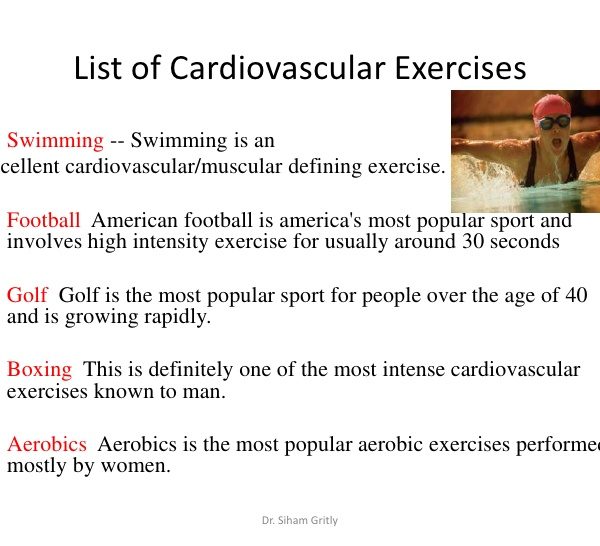 List of Cardiovascular Exercises
Swimming -- Swimming is an
cellent cardiovascular/muscular defining exercise.
Football American football is america's most popular sport and
involves high intensity exercise for usually around 30 seconds
Golf Golf is the most popular sport for people over the age of 40
and is growing rapidly.
Boxing This is definitely one of the most intense cardiovascular
exercises known to man.
Aerobics Aerobics is the most popular aerobic exercises performed
mostly by women.
Dr. Siham Gritly